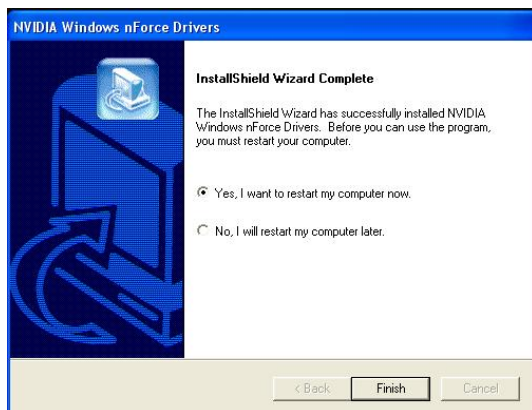 NVIDIA Windows nForce Drivers
InstallShield Wizard Complete
The InstallShield Wizard has successfully installed NVIDIA
Windows nForce Drivers.  Before you can use the program,
you must restart your computer.
Yes, I want to restart my computer now.
No, I will restart my computer later.
< Back
Finish
Cancel